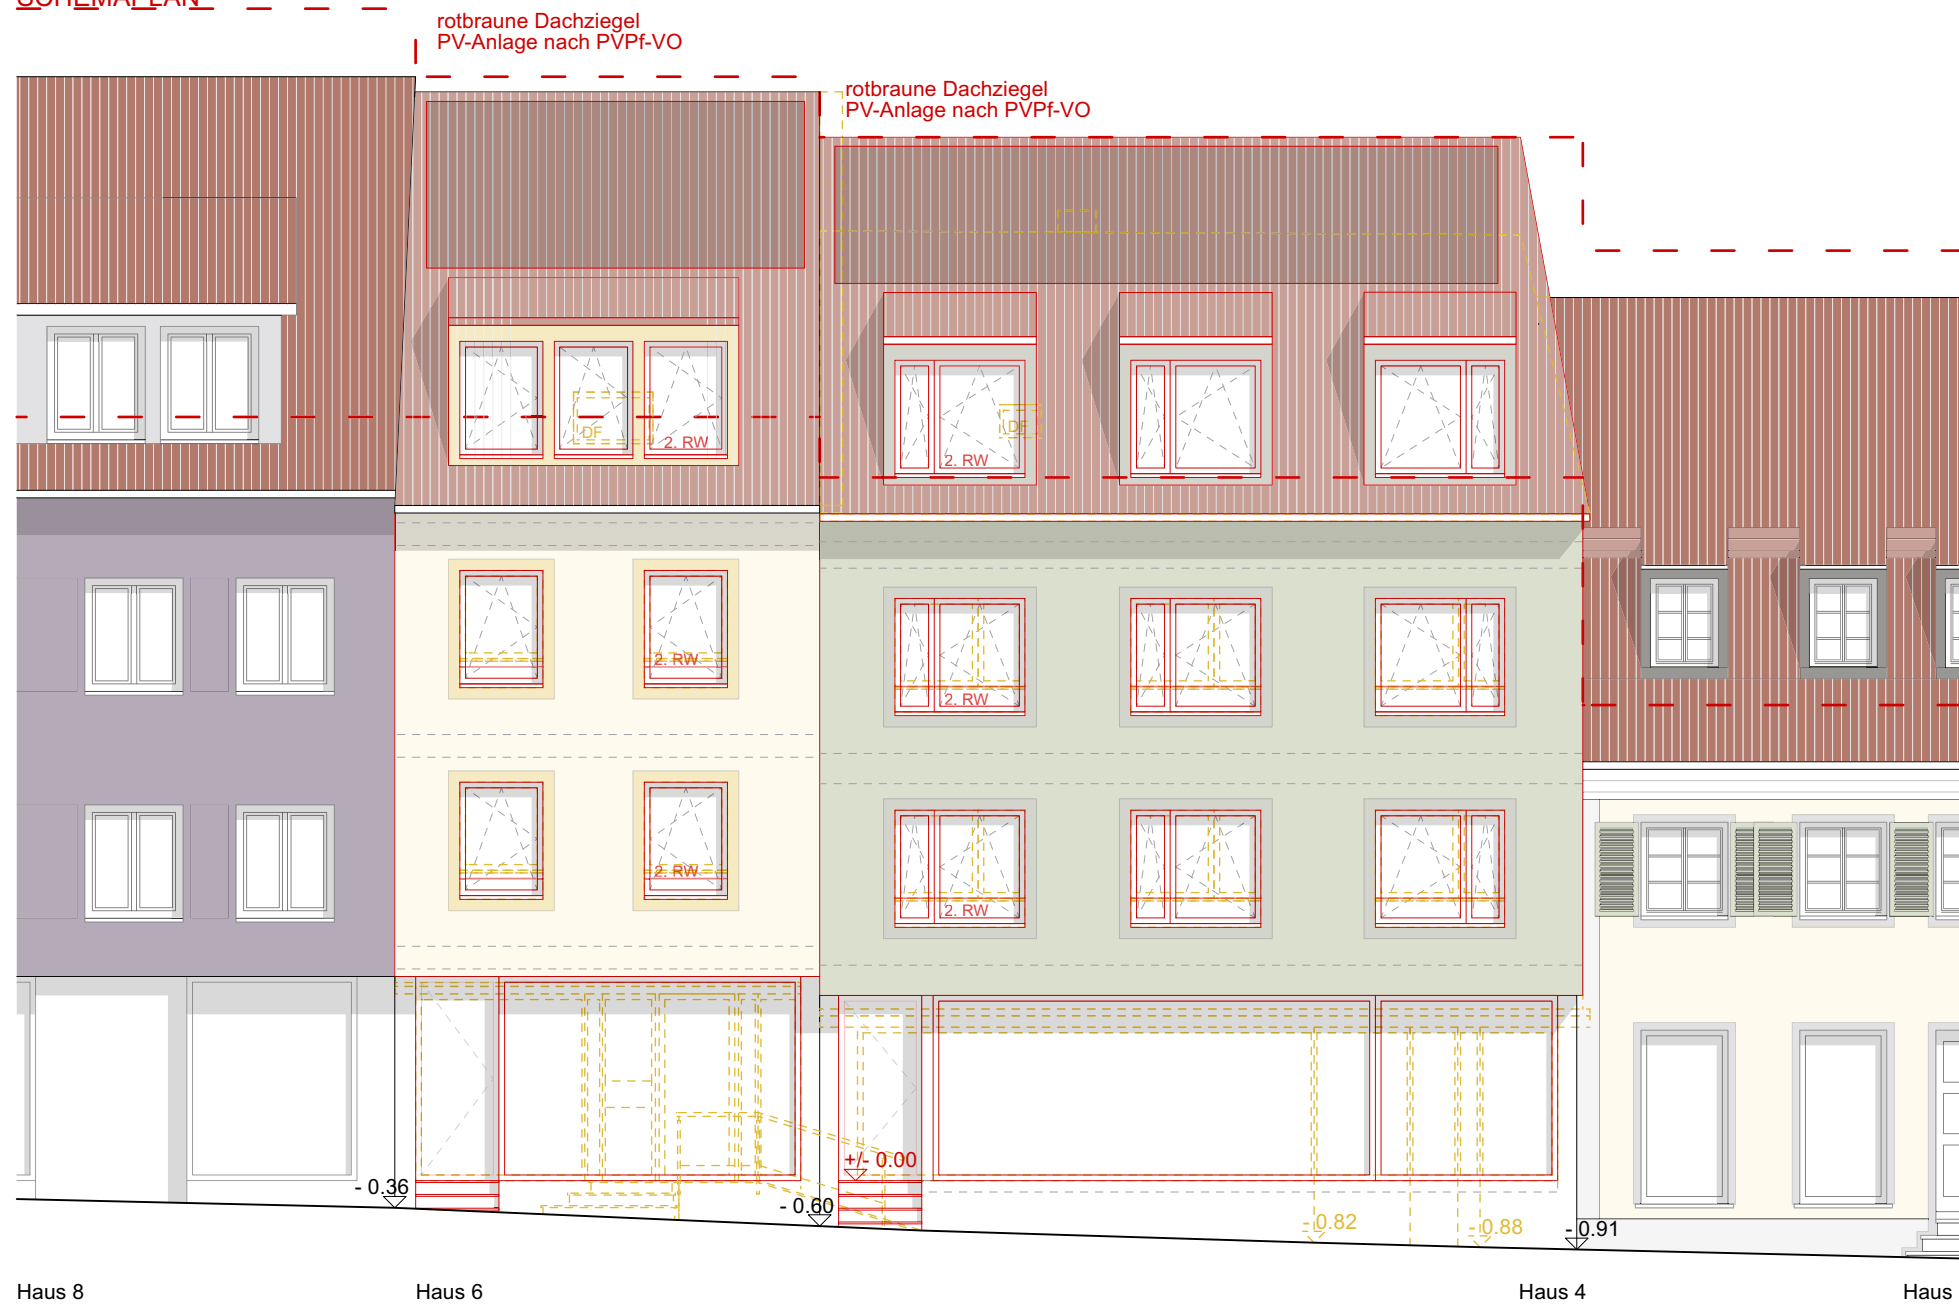 SCHEMAPLAN
rotbraune Dachziegel
PV-Anlage nach PVPf-VO
rotbraune Dachziegel
PV-Anlage nach PVPf-VO
DF
2. RW
DF
2. RW
2. RW
2. RW
2. RW
2. RW
+/- 0.00
- 0.36
- 0.60
- 0.82
- 0.88
- 0.91
Haus 8
Haus 6
Haus 4
Haus